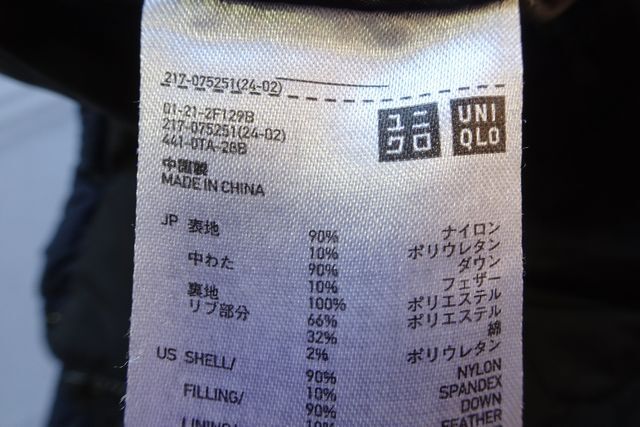 217-075251(24-02)
01-21-2F129B
217-075251(24-02)
441-0TA-28B
中国製
MADE IN CHINA
ユニクロ
UNIQLO
JP 表地 90% ナイロン
10% ポリウレタン
中わた 90% ダウン
10% フェザー
裏地 100% ポリエステル
リブ部分 66% ポリエステル
32% 綿
2% ポリウレタン
US SHELL/ 90% NYLON
10% SPANDEX
FILLING/ 90% DOWN
10% FEATHER
LINING/